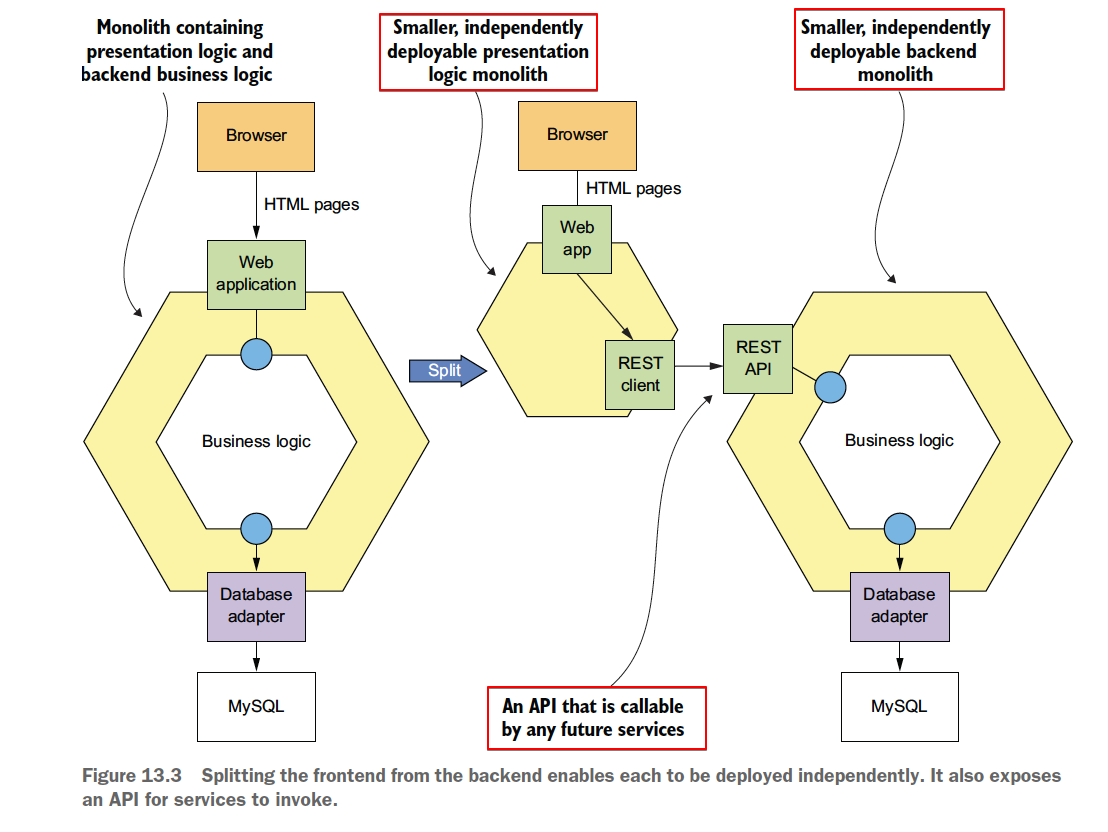 Monolith containing
presentation logic and
backend business logic
Smaller, independently
deployable presentation
logic monolith
Smaller, independently
deployable backend
monolith
Browser
HTML pages
Web
application
Business logic
Database
adapter
MySQL
Split
Browser
HTML pages
Web
app
REST
client
REST
API
Business logic
Database
adapter
MySQL
An API that is callable
by any future services
Figure 13.3 Splitting the frontend from the backend enables each to be deployed independently. It also exposes
an API for services to invoke.